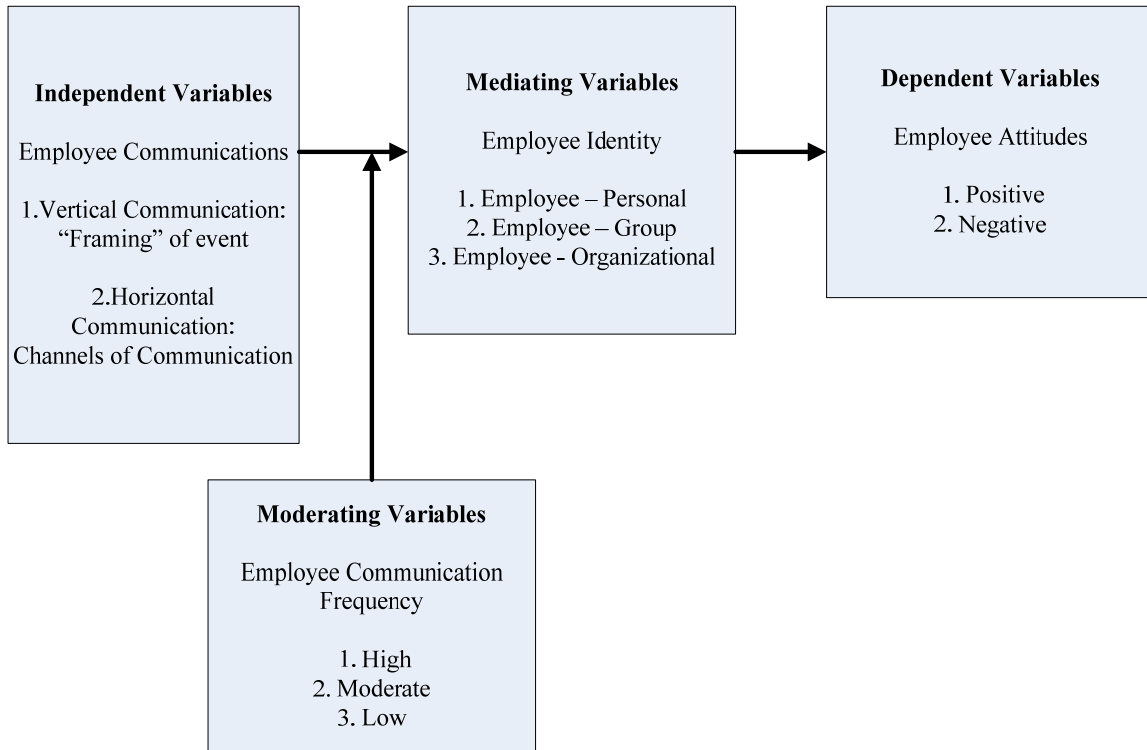 Independent Variables
Employee Communications
1.Vertical Communication:
“Framing” of event
2.Horizontal
Communication:
Channels of Communication
Mediating Variables
Employee Identity
1. Employee – Personal
2. Employee – Group
3. Employee - Organizational
Dependent Variables
Employee Attitudes
1. Positive
2. Negative
Moderating Variables
Employee Communication
Frequency
1. High
2. Moderate
3. Low